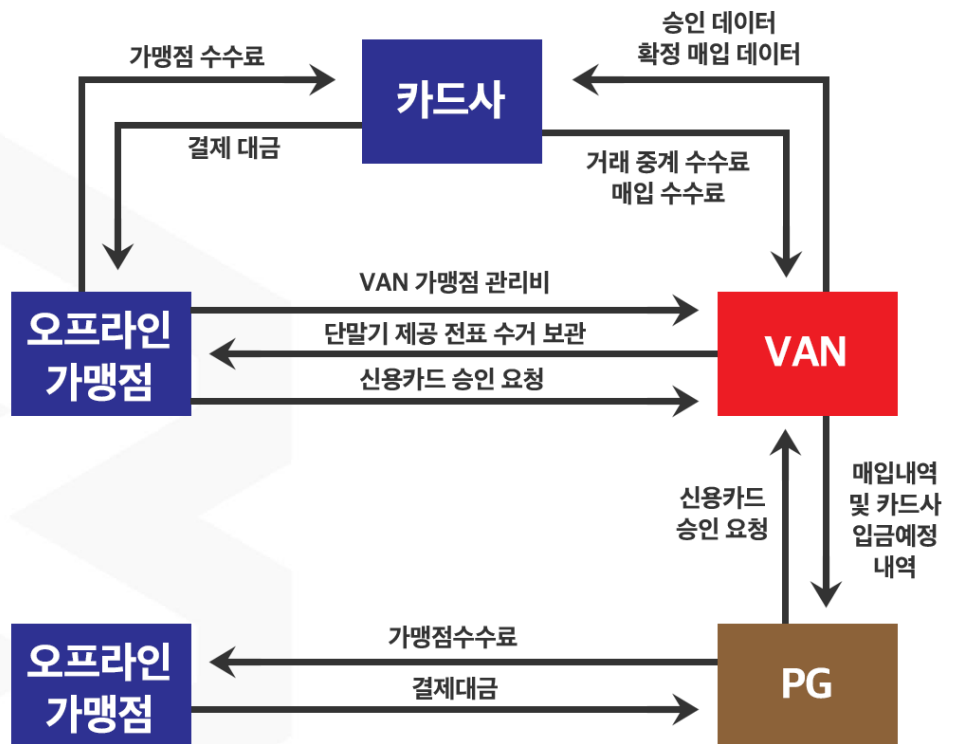 승인 데이터
확정 매입 데이터
가맹점 수수료
카드사
결제 대금
거래 중계 수수료
매입 수수료
VAN 가맹점 관리비
오프라인
가맹점
단말기 제공 전표 수거 보관
VAN
신용카드 승인 요청
신용카드
승인 요청
매입내역
및 카드사
입금예정
내역
오프라인
가맹점
가맹점수수료
결제대금
PG